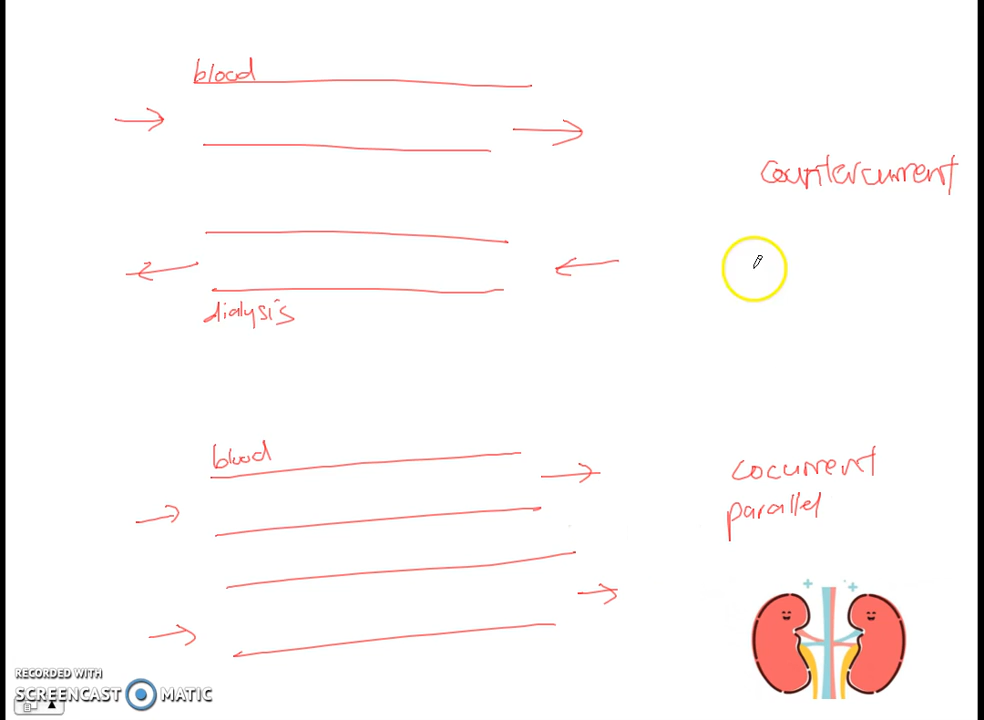 blood
countercurrent
dialysis
blood
cocurrent
parallel
RECORDED WITH
SCREENCAST MATIC